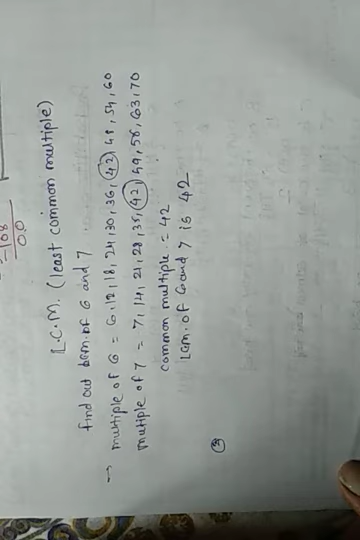 108
00
L.C.M. (least common multiple)
find out lcm. of 6 and 7
→ multiple of 6 = 6,12,18,24,30,36,42,48,54,60
multiple of 7 = 7,14,21,28,35,42,49,56,63,70
common multiple = 42
Lcm. of 6 and 7 is 42